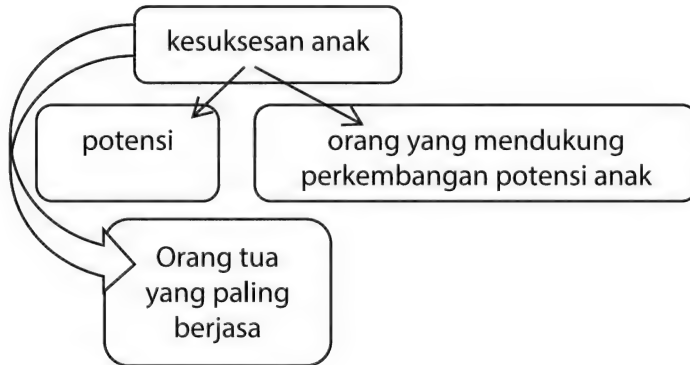 kesuksesan anak
potensi
orang yang mendukung
perkembangan potensi anak
Orang tua
yang paling
berjasa